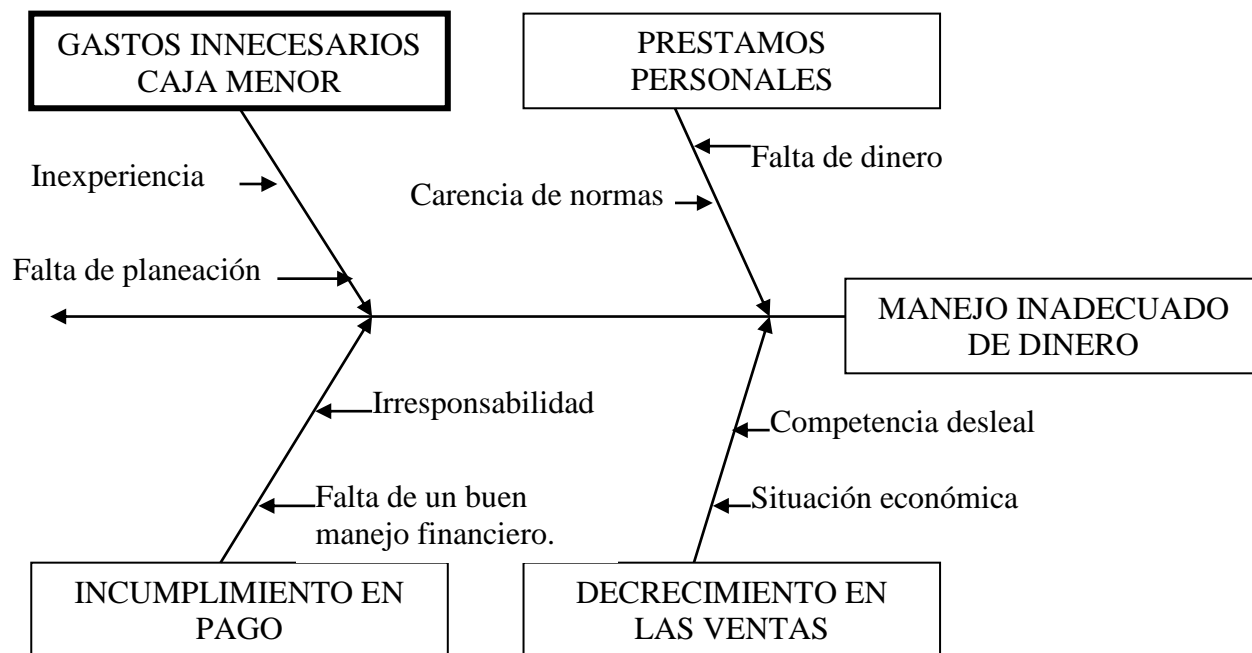 GASTOS INNECESARIOS
CAJA MENOR
PRESTAMOS
PERSONALES
Falta de dinero
Inexperiencia
Carencia de normas
Falta de planeación
MANEJO INADECUADO
DE DINERO
Irresponsabilidad
Competencia desleal
Falta de un buen
manejo financiero.
Situación económica
INCUMPLIMIENTO EN
PAGO
DECRECIMIENTO EN
LAS VENTAS